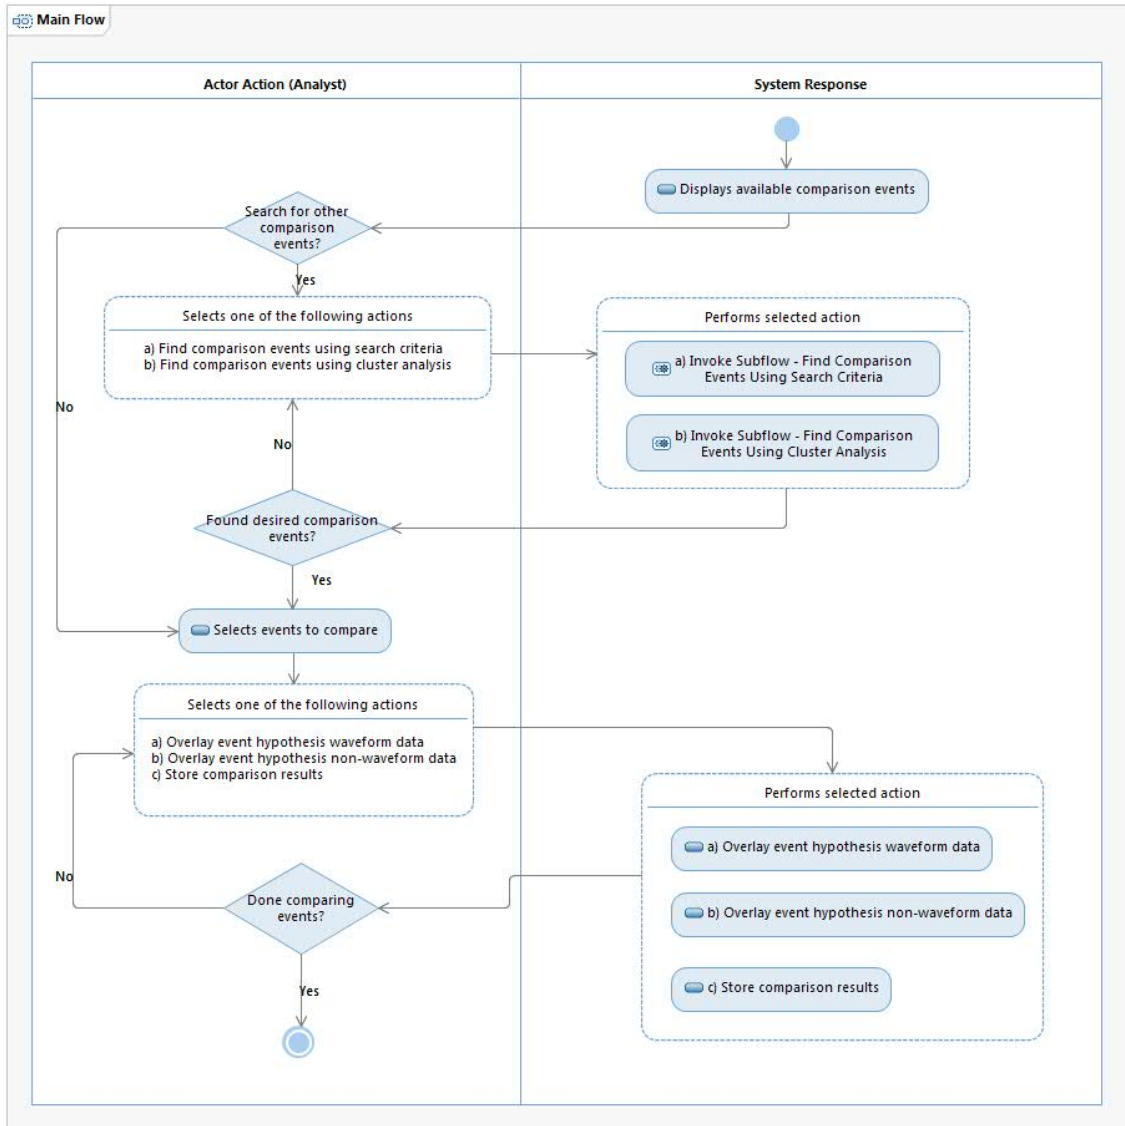 Main Flow
Actor Action (Analyst)
System Response
Displays available comparison events
Search for other
comparison
events?
Yes
Selects one of the following actions
a) Find comparison events using search criteria
b) Find comparison events using cluster analysis
Performs selected action
a) Invoke Subflow - Find Comparison
Events Using Search Criteria
b) Invoke Subflow - Find Comparison
Events Using Cluster Analysis
No
No
Found desired comparison
events?
Yes
Selects events to compare
Selects one of the following actions
a) Overlay event hypothesis waveform data
b) Overlay event hypothesis non-waveform data
c) Store comparison results
Performs selected action
a) Overlay event hypothesis waveform data
b) Overlay event hypothesis non-waveform data
c) Store comparison results
No
Done comparing
events?
Yes